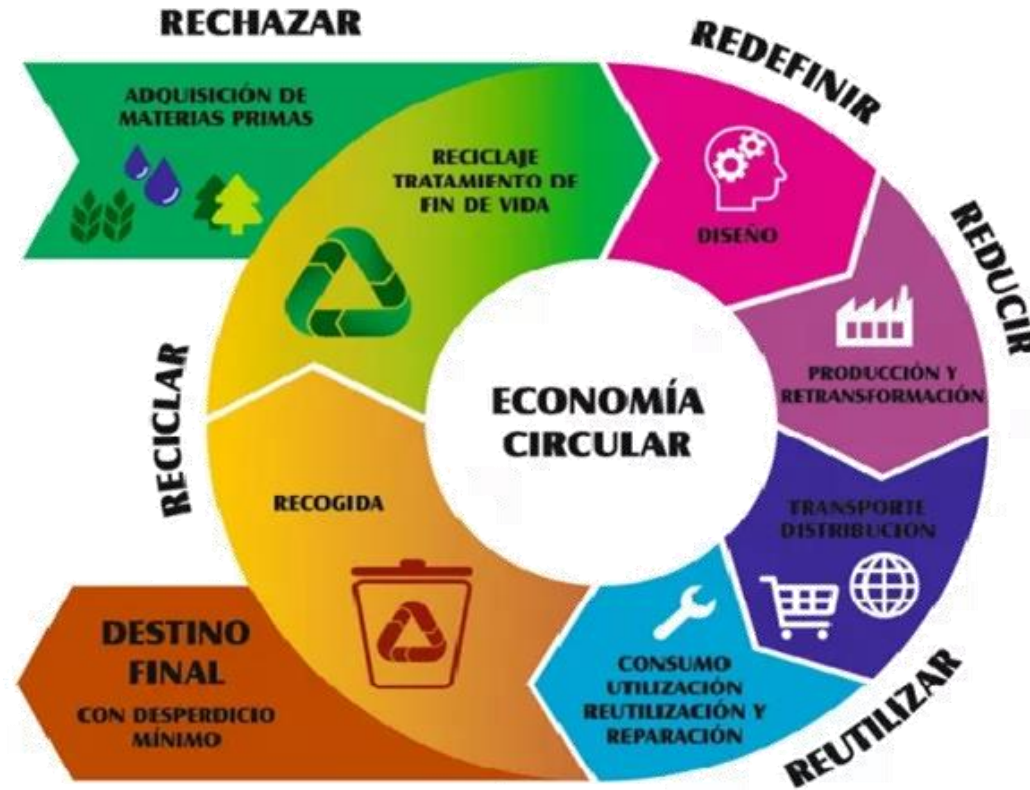 RECHAZAR
REDEFINIR
ADQUISICIÓN DE
MATERIAS PRIMAS
RECICLAJE
TRATAMIENTO DE
FIN DE VIDA
DISEÑO
REDUCIR
PRODUCCIÓN Y
RETRANSFORMACIÓN
ECONOMÍA
CIRCULAR
RECICLAR
RECOGIDA
TRANSPORTE
DISTRIBUCION
DESTINO
FINAL
CON DESPERDICIO
MÍNIMO
CONSUMO
UTILIZACIÓN
REUTILIZACIÓN Y
REPARACIÓN
REUTILIZAR